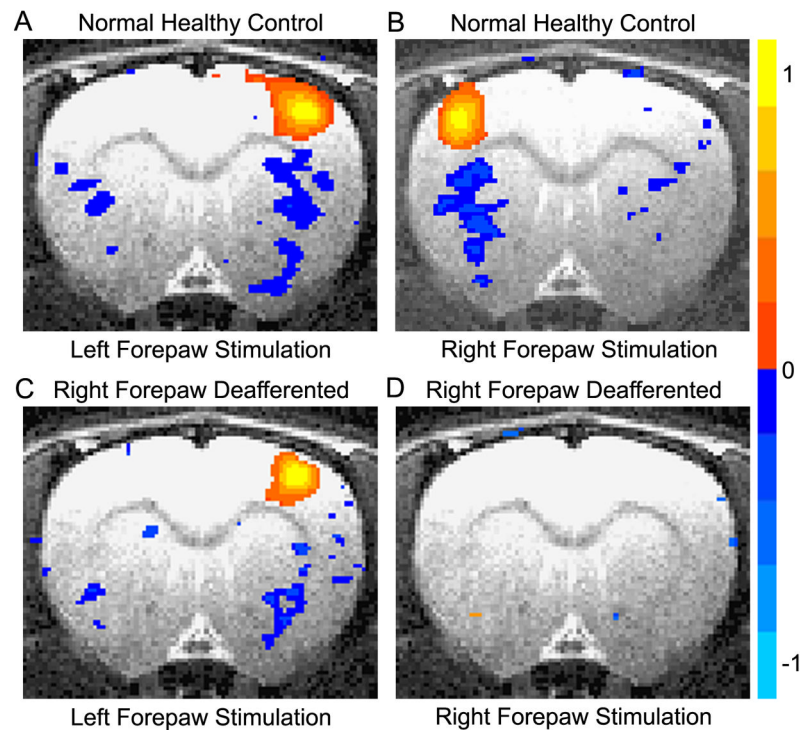 A Normal Healthy Control
B Normal Healthy Control
Left Forepaw Stimulation
Right Forepaw Stimulation
C Right Forepaw Deafferented
D Right Forepaw Deafferented
Left Forepaw Stimulation
Right Forepaw Stimulation
1
0
-1